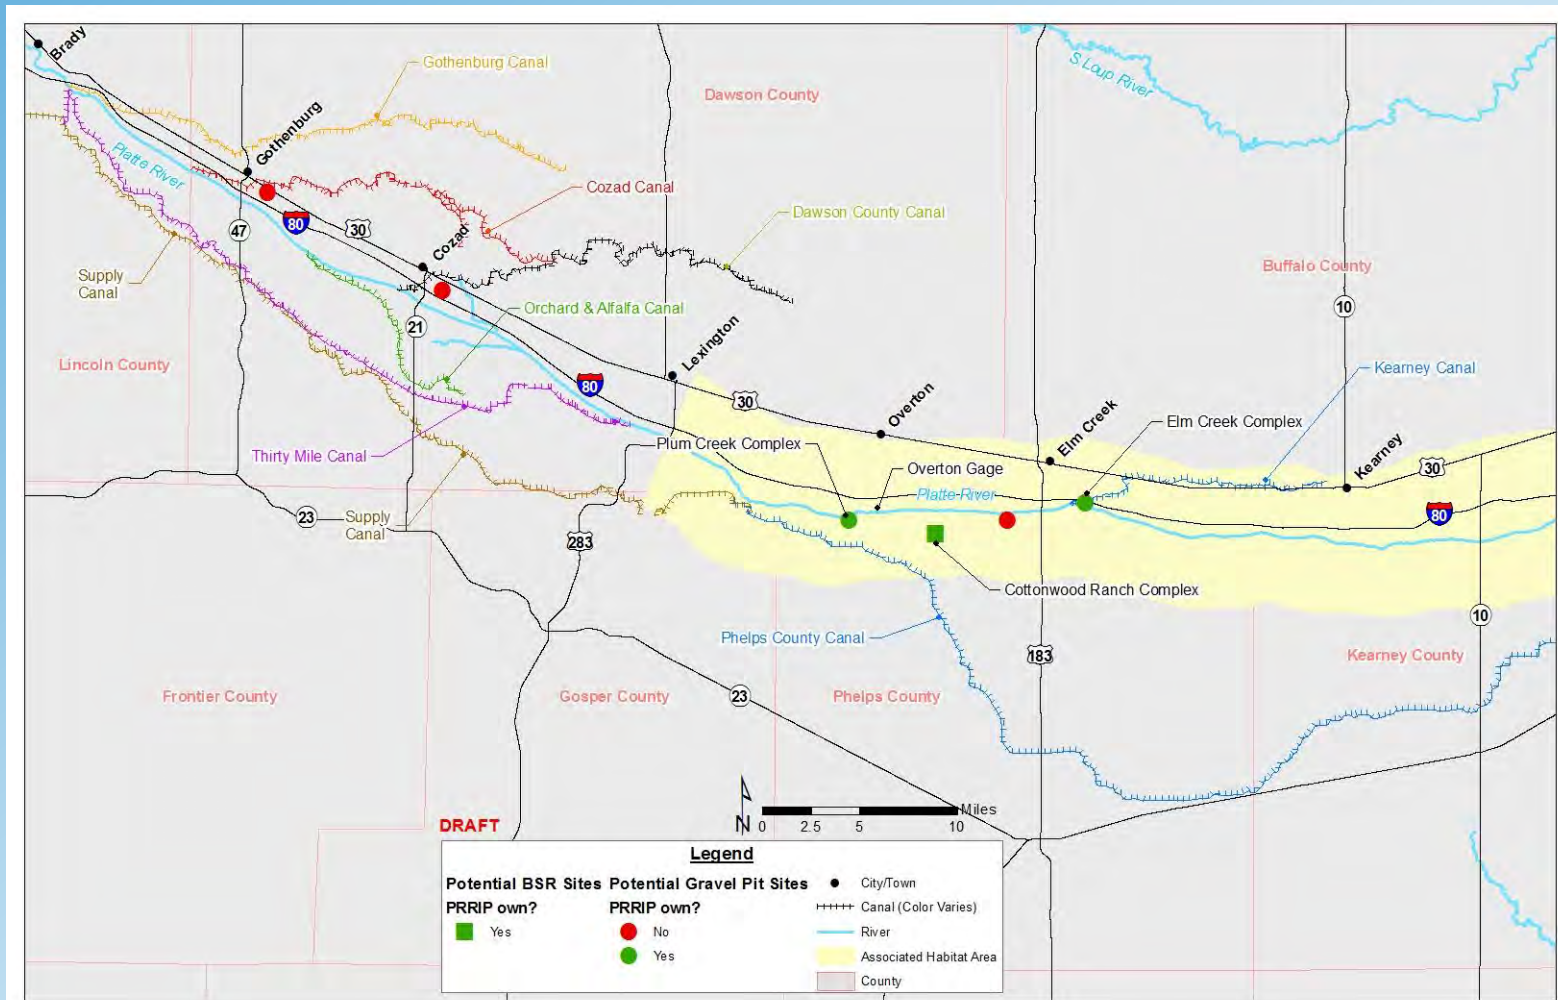 Brady
Gothenburg Canal
S Loup River
Dawson County
Gothenburg
Platte River
Cozad Canal
80
30
47
Dawson County Canal
Cozad
Supply
Canal
Buffalo County
Orchard & Alfalfa Canal
10
21
Lexington
Lincoln County
Kearney Canal
80
30
Overton
Elm Creek
Elm Creek Complex
Plum Creek Complex
Thirty Mile Canal
Overton Gage
Kearney
30
Platte River
23
Supply
Canal
80
283
Cottonwood Ranch Complex
10
Phelps County Canal
183
Kearney County
Frontier County
Gosper County
23
Phelps County
N
Miles
0 2.5 5 10
DRAFT
Legend
Potential BSR Sites
PRRIP own?
Yes
Potential Gravel Pit Sites
PRRIP own?
No
Yes
City/Town
Canal (Color Varies)
River
Associated Habitat Area
County